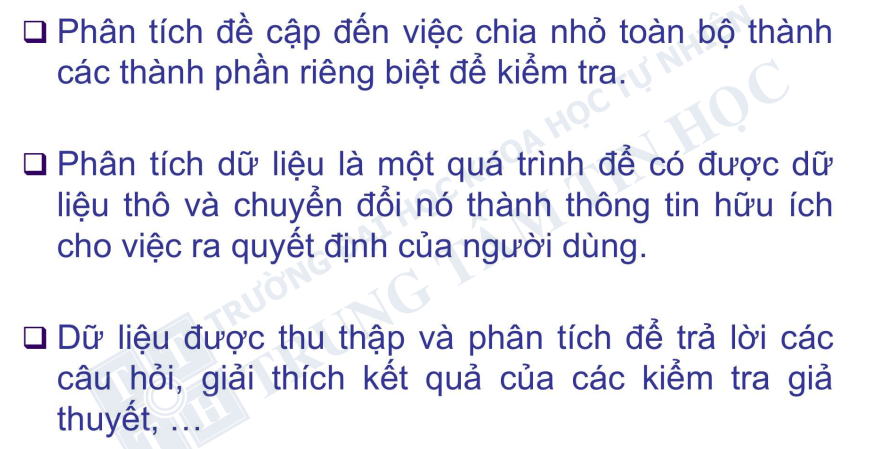 ❑ Phân tích đề cập đến việc chia nhỏ toàn bộ thành
các thành phần riêng biệt để kiểm tra.
❑ Phân tích dữ liệu là một quá trình để có được dữ
liệu thô và chuyển đổi nó thành thông tin hữu ích
cho việc ra quyết định của người dùng.
❑ Dữ liệu được thu thập và phân tích để trả lời các
câu hỏi, giải thích kết quả của các kiểm tra giả
thuyết, …
TRƯỜNG ĐẠI HỌC KHOA HỌC TỰ NHIÊN
TRUNG TÂM TIN HỌC